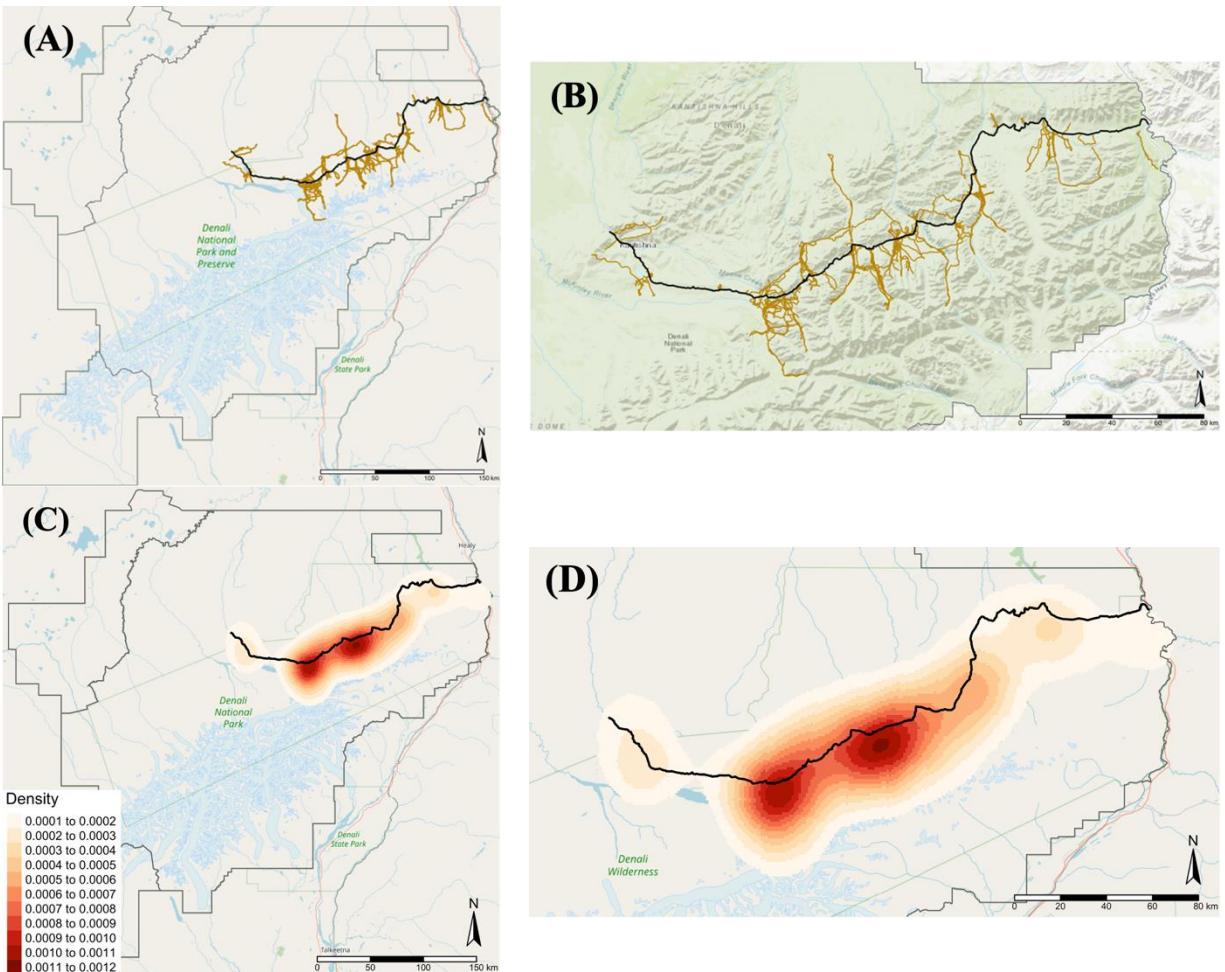 (A)
Denali
National
Park and
Preserve
Denali
State Park
N
0 50 100 150 km
(B)
KANTISHNA HILLS
Denali
Kantishna
McKinley River
Denali
National
Park
N
0 20 40 60 80 km
(C)
Healy
Denali
National
Park
Denali
State Park
Talkeetna
N
0 50 100 150 km
Density
0.0001 to 0.0002
0.0002 to 0.0003
0.0003 to 0.0004
0.0004 to 0.0005
0.0005 to 0.0006
0.0006 to 0.0007
0.0007 to 0.0008
0.0008 to 0.0009
0.0009 to 0.0010
0.0010 to 0.0011
0.0011 to 0.0012
(D)
Denali
Wilderness
N
0 20 40 60 80 km